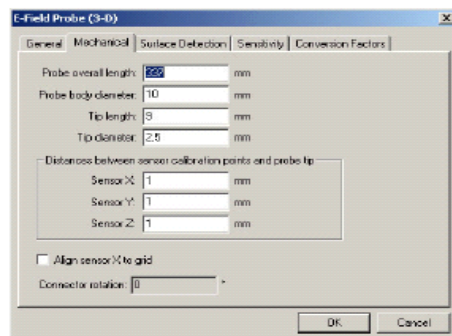 E-Field Probe (3-D)
General Mechanical Surface Detection Sensitivity Conversion Factors
Probe overall length: 337 mm
Probe body diameter: 10 mm
Tip length: 9 mm
Tip diameter: 2.5 mm
Distances between sensor calibration points and probe tip
Sensor X: 1 mm
Sensor Y: 1 mm
Sensor Z: 1 mm
Align sensor X to grid
Connector rotation: 0 °
OK Cancel